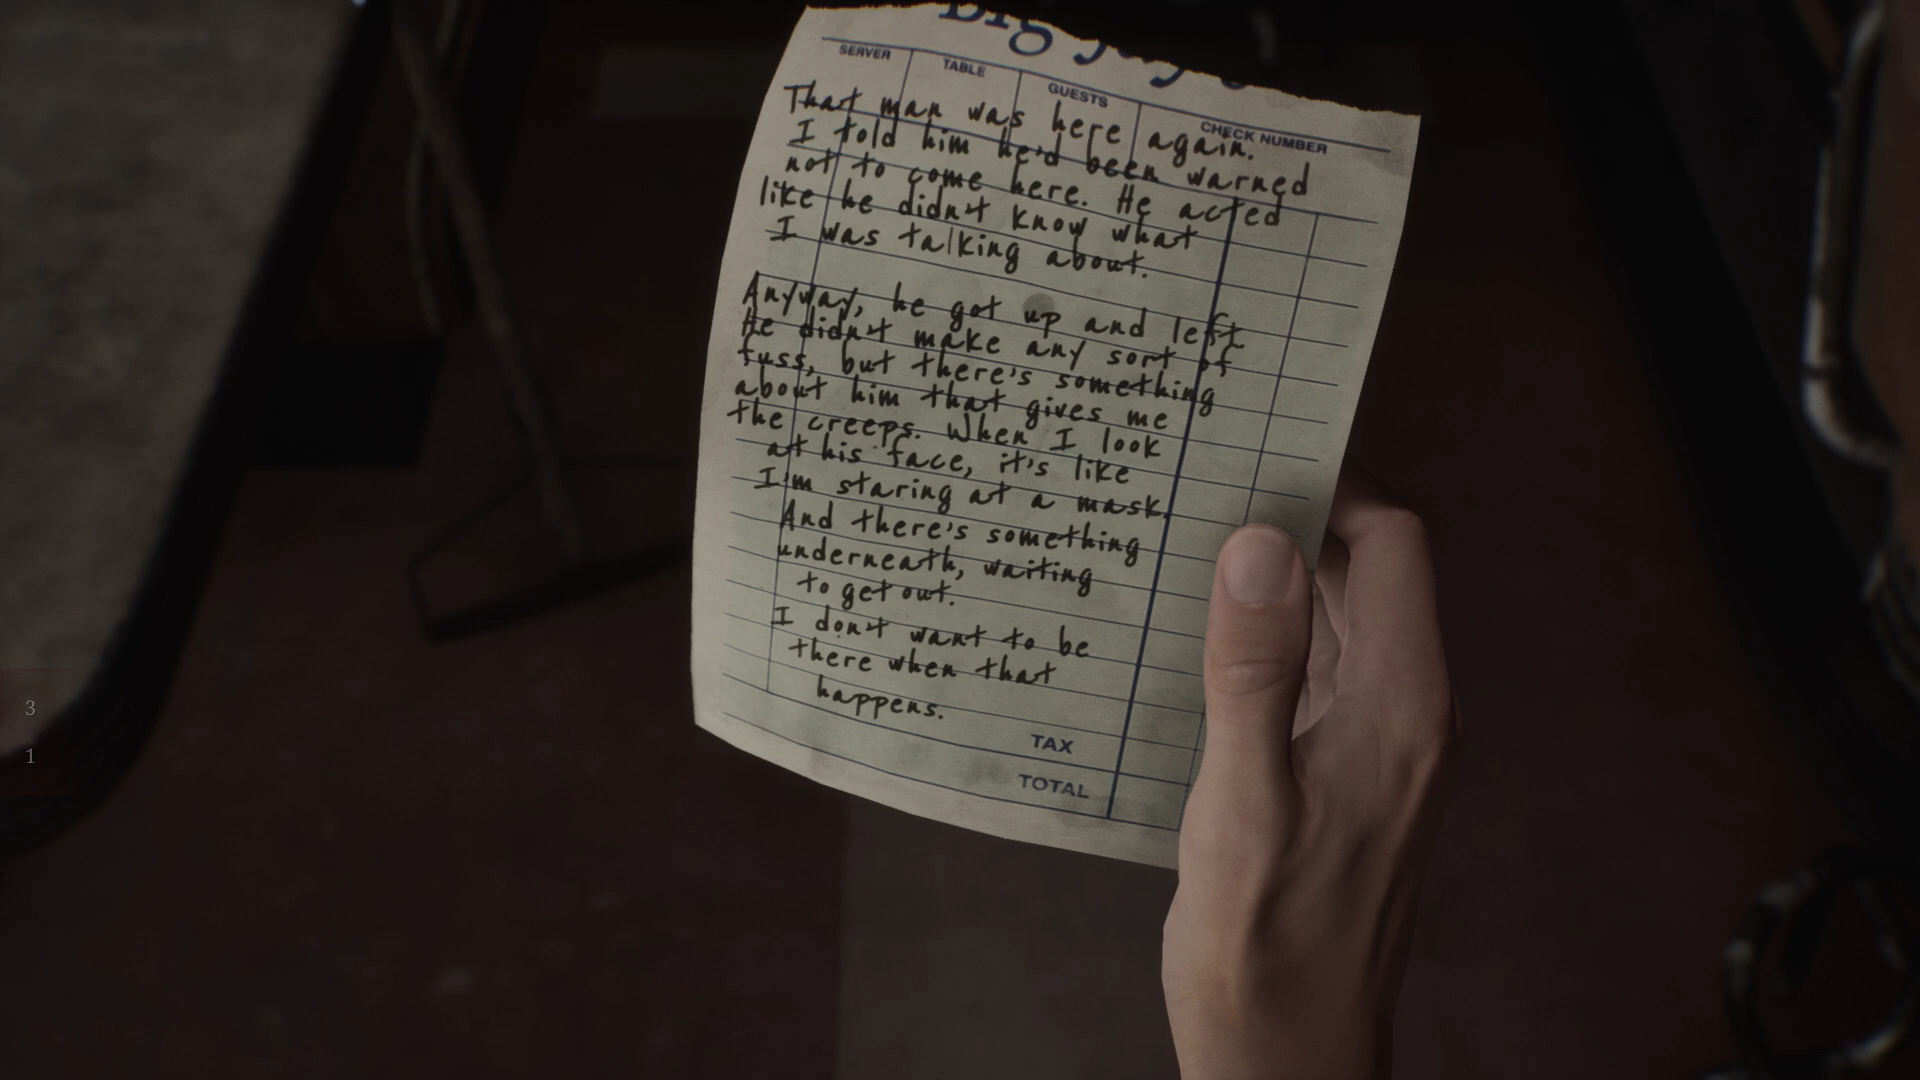 Big Jay's
SERVER TABLE GUESTS CHECK NUMBER
That man was here again.
I told him he'd been warned
not to come here. He acted
like he didn't know what
I was talking about.
Anyway, he got up and left
He didn't make any sort of
fuss, but there's something
about him that gives me
the creeps. When I look
at his face, it's like
I'm staring at a mask.
And there's something
underneath, waiting
to get out.
I don't want to be
there when that
happens.
TAX
TOTAL
3
1